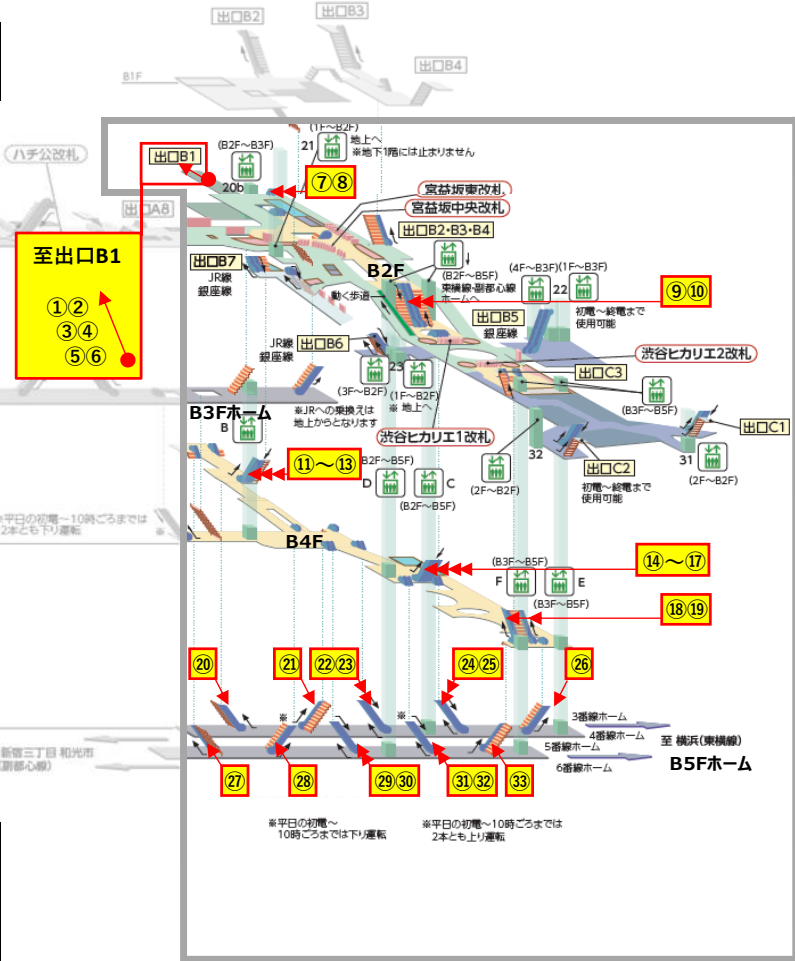 出口B2
出口B3
出口B4
B1F
ハチ公改札
出口A8
(1F～B2F)
21
地上へ
※地下1階には止まりません
(B2F～B3F)
出口B1
20b
⑦⑧
宮益坂東改札
宮益坂中央改札
出口B2・B3・B4
至出口B1
①②
③④
⑤⑥
出口B7
JR線
銀座線
B2F
動く歩道
(B2F～B5F)
東横線・副都心線
ホームへ
(4F～B3F)
(1F～B3F)
22
初電～終電まで
使用可能
⑨⑩
出口B5
銀座線
JR線
銀座線
出口B6
渋谷ヒカリエ2改札
出口C3
23
(3F～B2F)
(1F～B2F)
※ 地上へ
(B3F～B5F)
B3Fホーム
B
※JRへの乗換えは
地上からとなります
渋谷ヒカリエ1改札
出口C1
32
31
出口C2
初電～終電まで
使用可能
(2F～B2F)
(2F～B2F)
⑪～⑬
(B2F～B5F)
D
C
(B2F～B5F)
※平日の初電～10時ごろまでは
2本とも下り運転
※
B4F
(B3F～B5F)
F
E
(B3F～B5F)
⑭～⑰
⑱⑲
⑳
㉑
㉒㉓
㉔㉕
㉖
※
※
3番線ホーム
4番線ホーム
5番線ホーム
6番線ホーム
至 横浜(東横線)
B5Fホーム
新宿三丁目 和光市
副都心線)
㉗
㉘
㉙㉚
㉛㉜
㉝
※平日の初電～
10時ごろまでは下り運転
※平日の初電～10時ごろまでは
2本とも上り運転